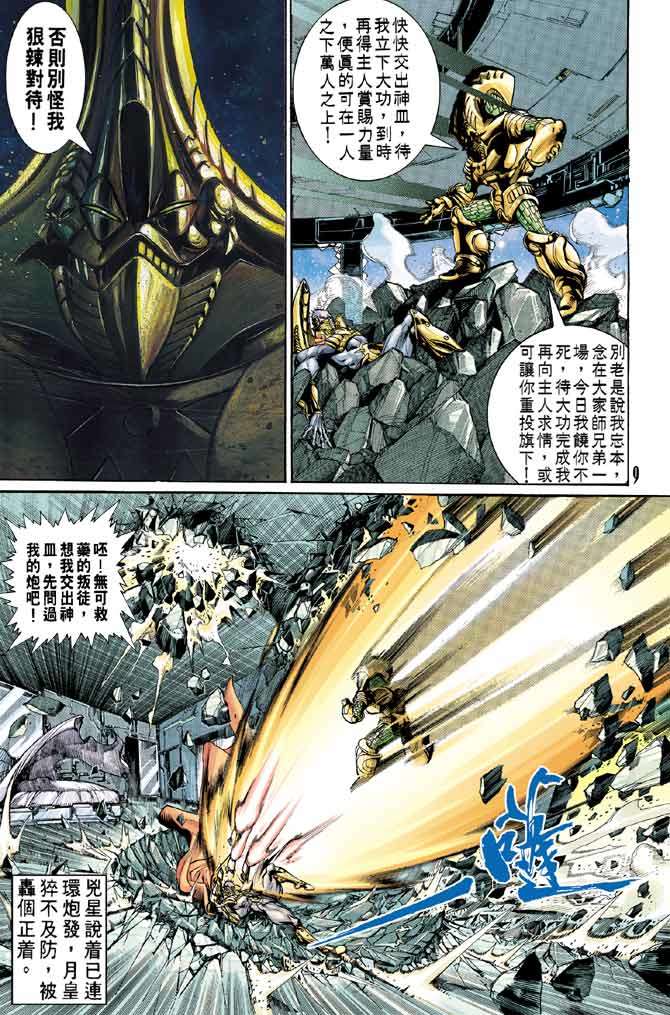 快快交出神血，待
我立下大功，到時
再得主人賞賜力量
，便真的可在一人
之下萬人之上！
別老是說我忘本，
念在大家師兄弟一
場，今日我饒你不
死，待大功完成我
再向主人求情，或
可讓你重投旗下！
否則別怪我
狠辣對待！
9
呸！無可救
藥的叛徒，
想我交出神
血，先問過
我的炮吧！
兇星說着已連
環炮發，月皇
猝不及防，被
轟個正着。